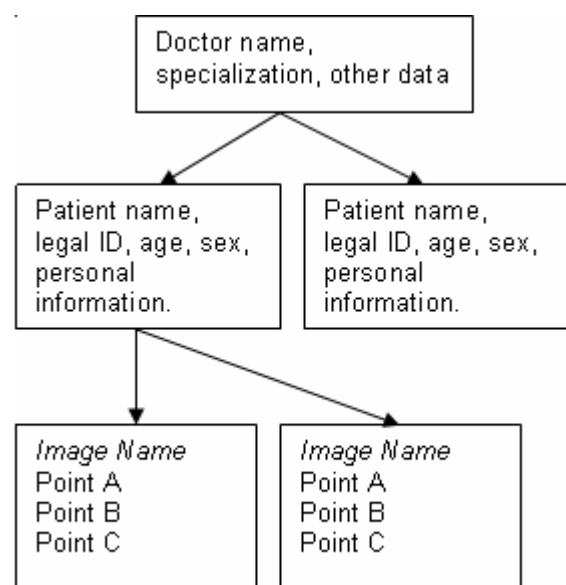 Doctor name,
specialization, other data
Patient name,
legal ID, age, sex,
personal
information.
Patient name,
legal ID, age, sex,
personal
information.
Image Name
Point A
Point B
Point C
Image Name
Point A
Point B
Point C